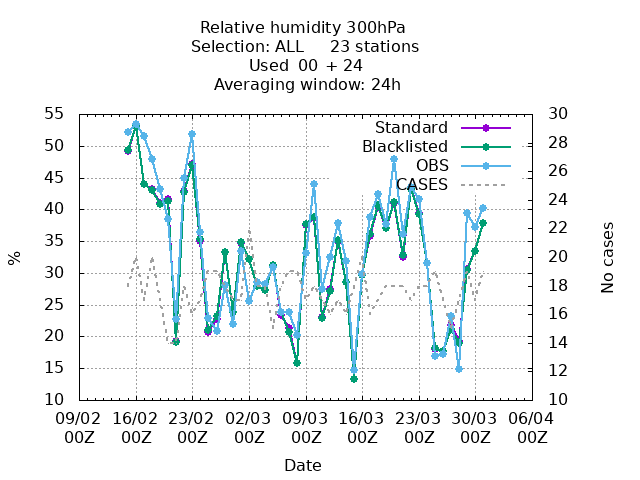 Relative humidity 300hPa
Selection: ALL 23 stations
Used 00 + 24
Averaging window: 24h
55 30
Standard
50 28
Blacklisted
OBS
45 26
CASES
40 24
35 22
30 20
25 18
20 16
15 14
10 12
10
%
No cases
09/02 16/02 23/02 02/03 09/03 16/03 23/03 30/03 06/04
00Z 00Z 00Z 00Z 00Z 00Z 00Z 00Z 00Z
Date